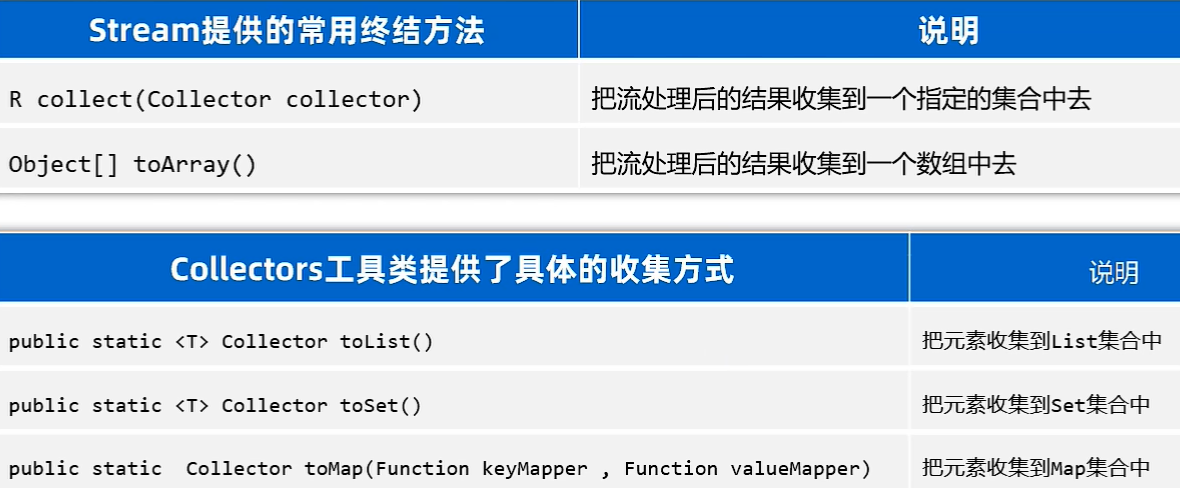 Stream提供的常用终结方法 说明
R collect(Collector collector) 把流处理后的结果收集到一个指定的集合中去
Object[] toArray() 把流处理后的结果收集到一个数组中去
Collectors工具类提供了具体的收集方式 说明
public static <T> Collector toList() 把元素收集到List集合中
public static <T> Collector toSet() 把元素收集到Set集合中
public static  Collector toMap(Function keyMapper , Function valueMapper) 把元素收集到Map集合中